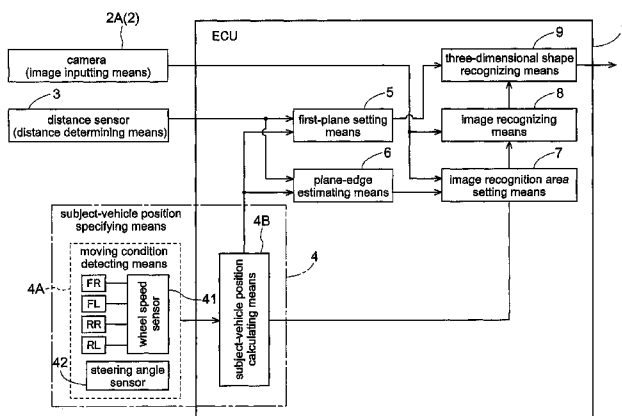 2A(2)
ECU
9
camera
(image inputting means)
three-dimensional shape
recognizing means
3
5
8
distance sensor
(distance determining means)
first-plane setting
means
image recognizing
means
6
7
plane-edge
estimating means
image recognition area
setting means
subject-vehicle position
specifying means
4B
4
moving condition
detecting means
4A
FR
FL
RR
RL
wheel speed
sensor
41
subject-vehicle position
calculating means
42
steering angle
sensor